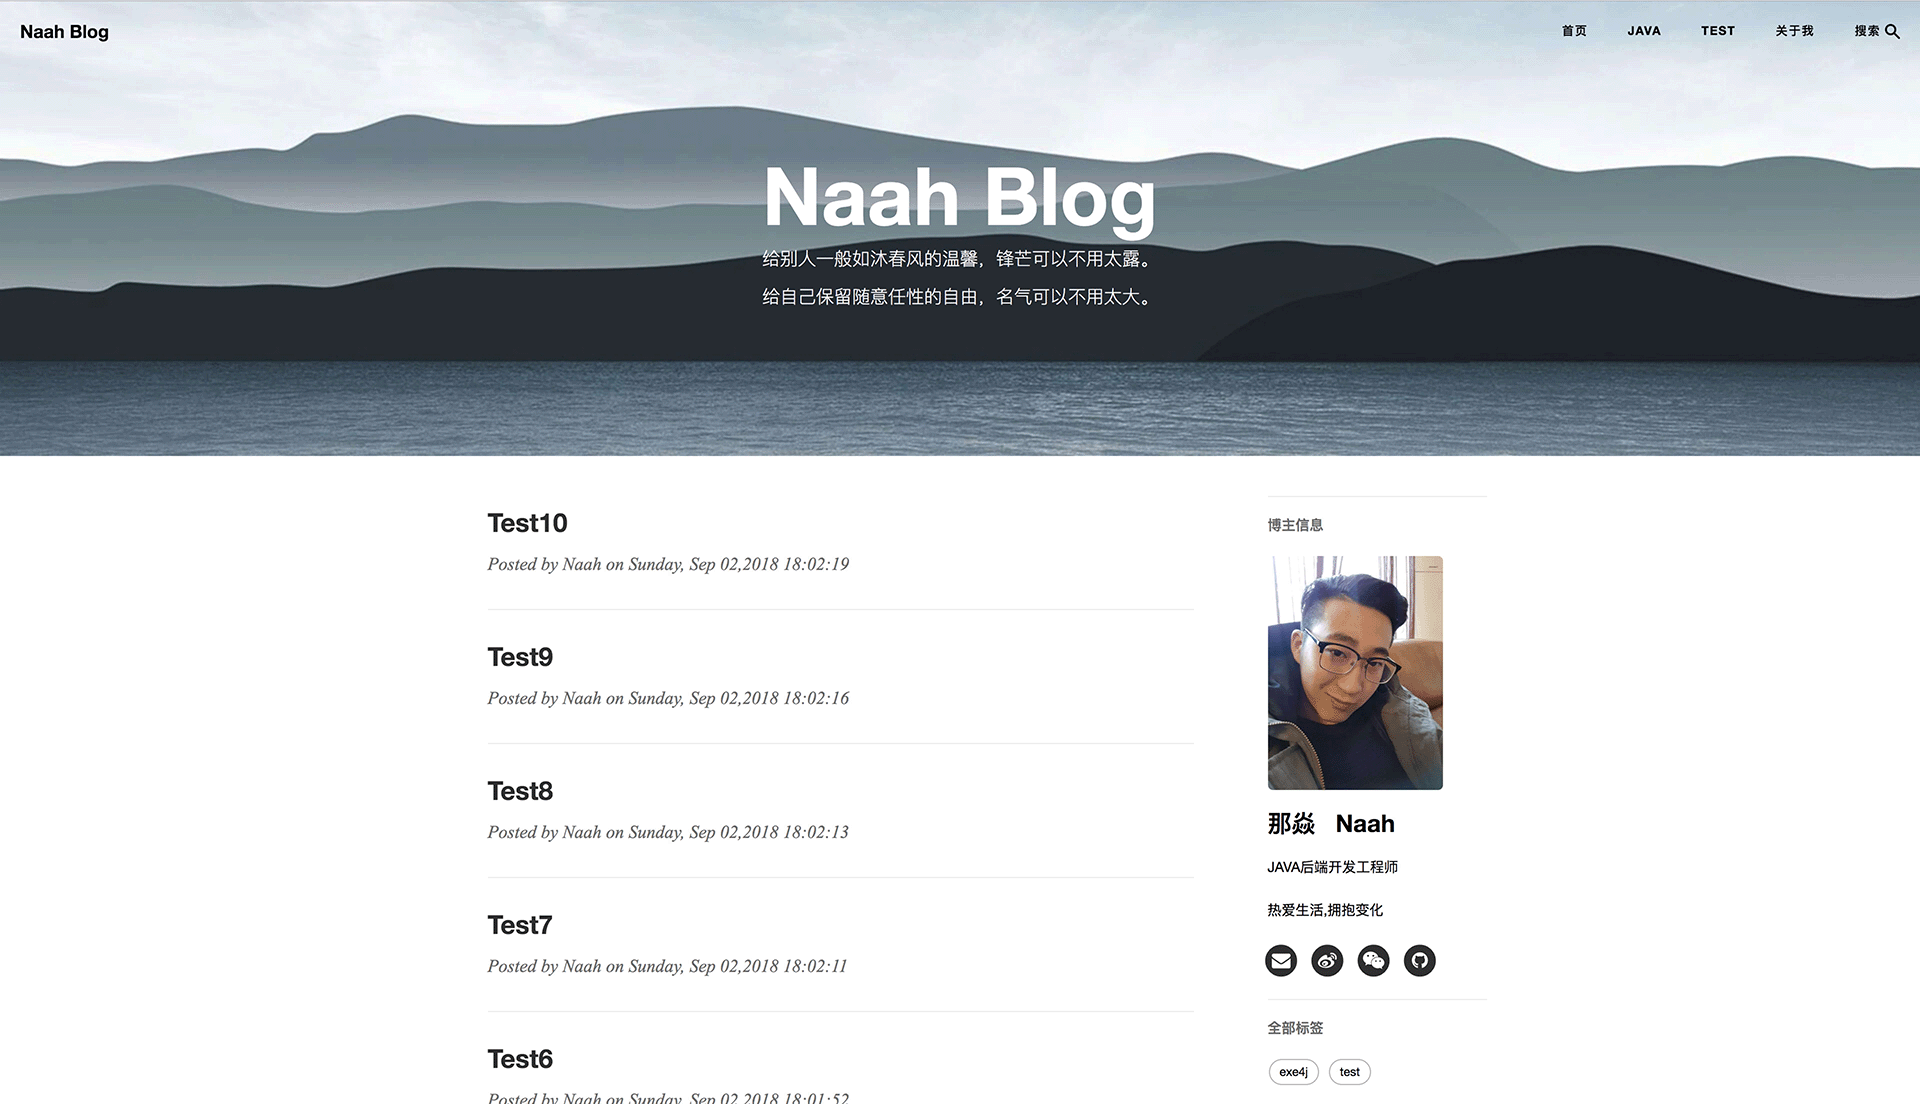 Naah Blog
首页 JAVA TEST 关于我 搜索
Naah Blog
给别人一般如沐春风的温馨，锋芒可以不用太露。
给自己保留随意任性的自由，名气可以不用太大。
Test10
Posted by Naah on Sunday, Sep 02,2018 18:02:19
Test9
Posted by Naah on Sunday, Sep 02,2018 18:02:16
Test8
Posted by Naah on Sunday, Sep 02,2018 18:02:13
Test7
Posted by Naah on Sunday, Sep 02,2018 18:02:11
Test6
Posted by Naah on Sunday, Sep 02,2018 18:01:52
博主信息
那焱 Naah
JAVA后端开发工程师
热爱生活,拥抱变化
全部标签
exe4j test